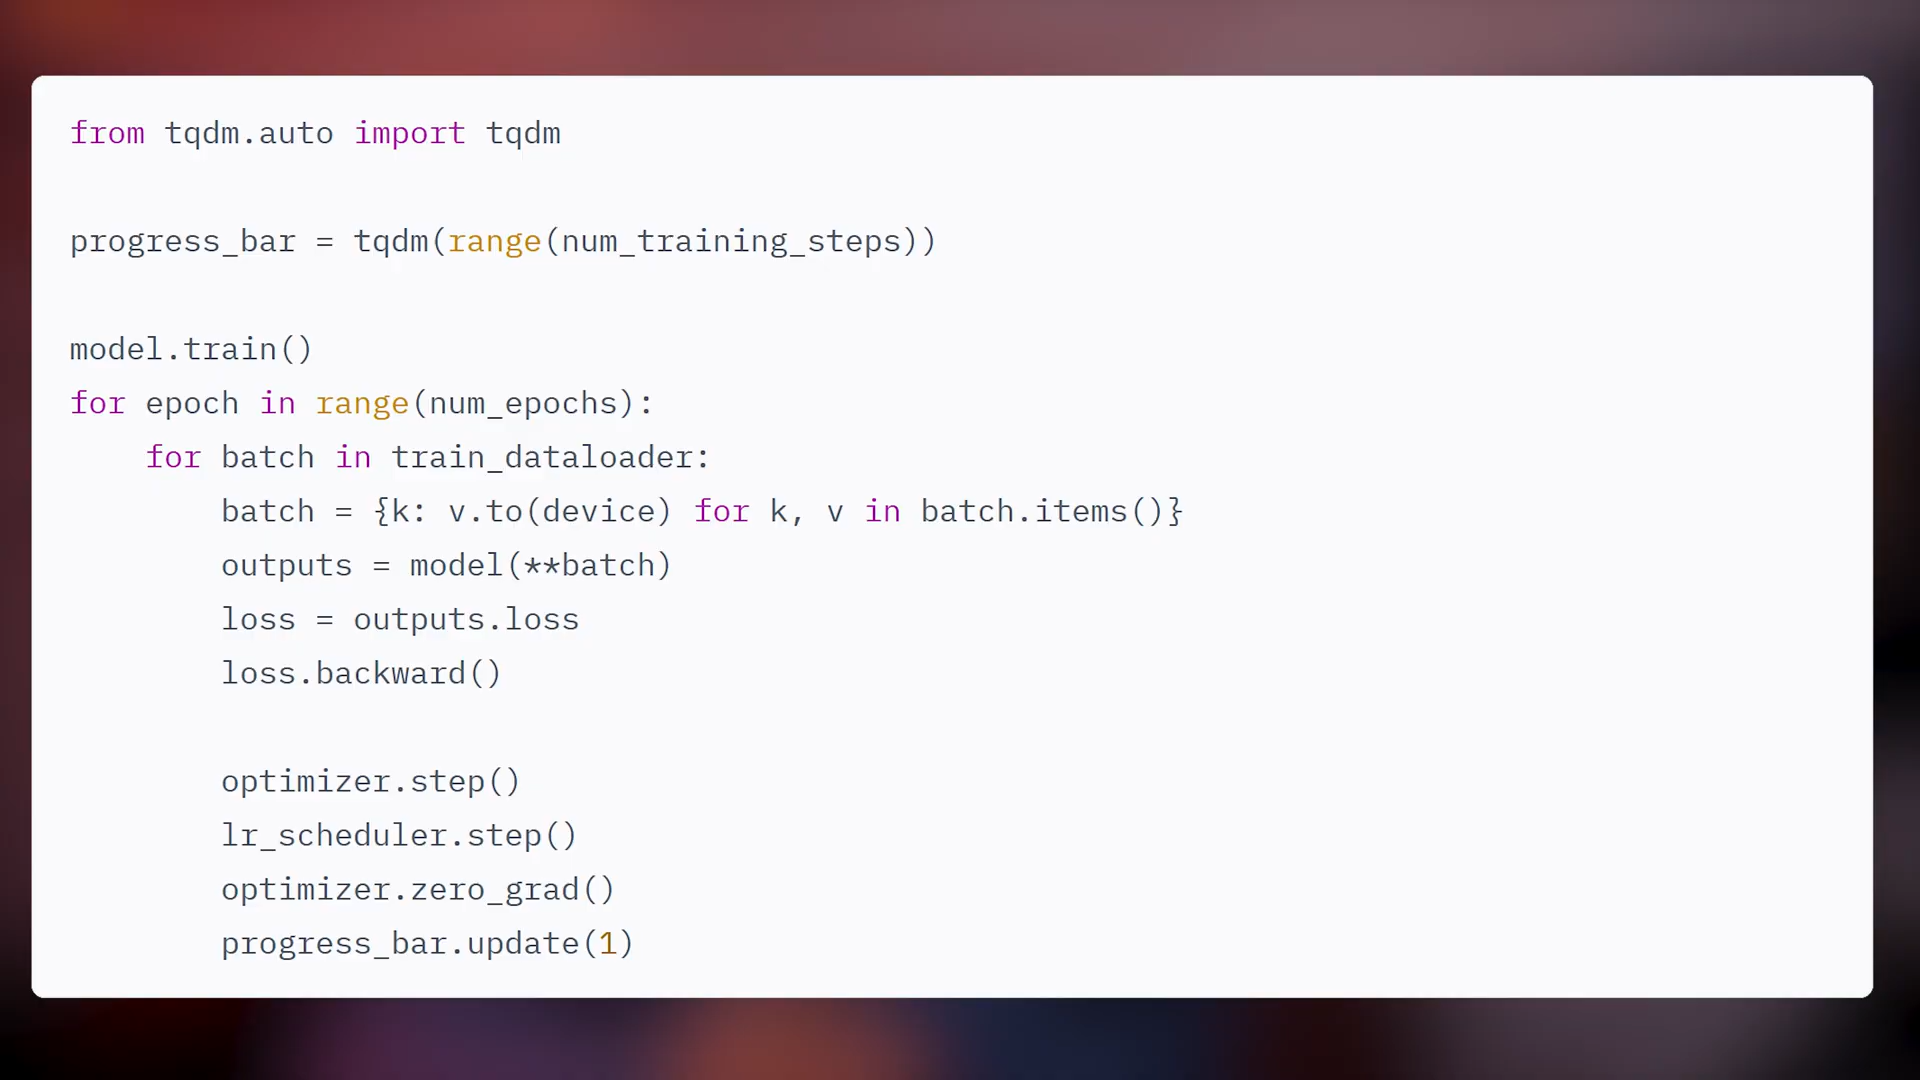 from tqdm.auto import tqdm
progress_bar = tqdm(range(num_training_steps))
model.train()
for epoch in range(num_epochs):
    for batch in train_dataloader:
        batch = {k: v.to(device) for k, v in batch.items()}
        outputs = model(**batch)
        loss = outputs.loss
        loss.backward()
        optimizer.step()
        lr_scheduler.step()
        optimizer.zero_grad()
        progress_bar.update(1)